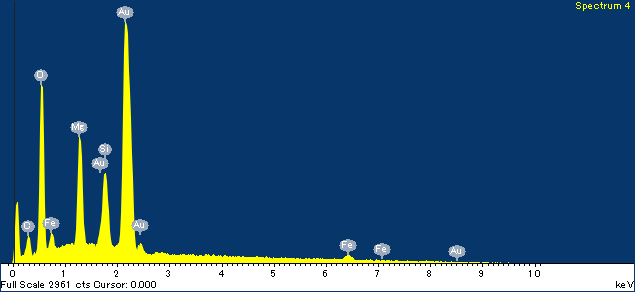 Spectrum 4
Au
O
Mg
Si
Au
O
Fe
Au
Fe
Fe
Au
0 1 2 3 4 5 6 7 8 9 10
Full Scale 2961 cts Cursor: 0.000 keV